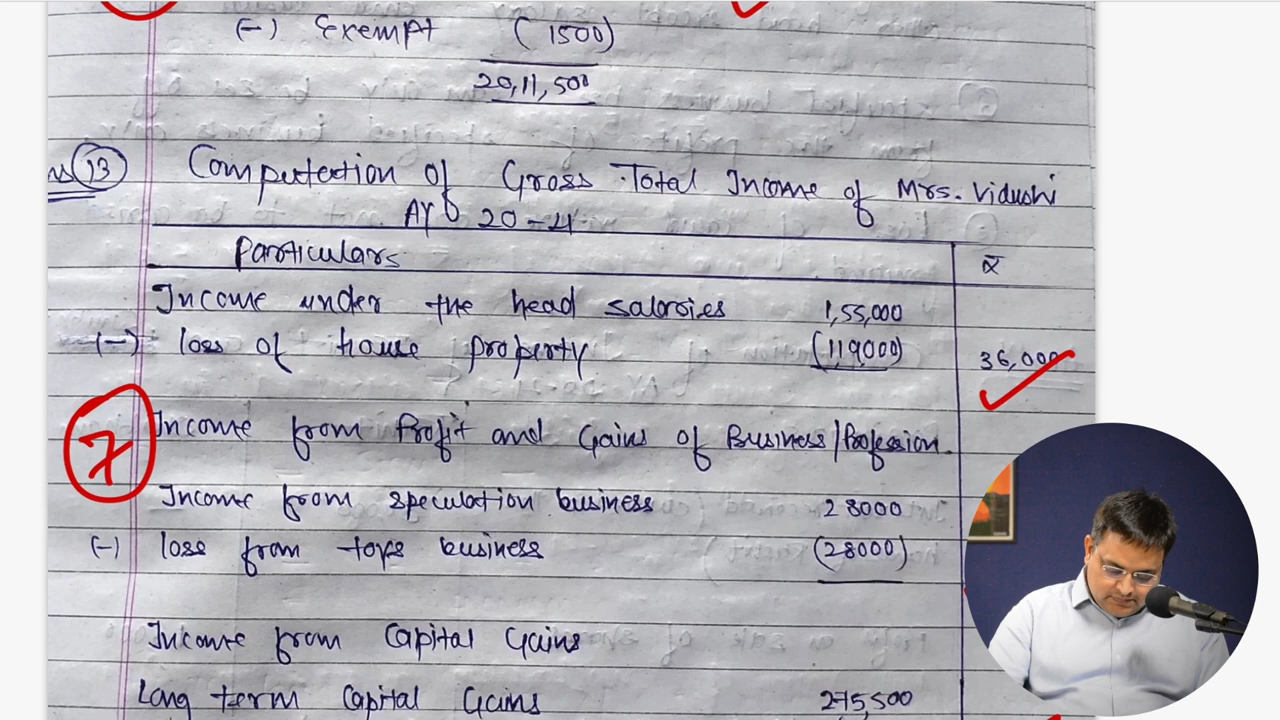 (-) Exempt (1500)
20,11,500
Ans 13 Computation of Gross Total Income of Mrs. Vidushi
AY 20-21
Particulars ₹
Income under the head salaries 1,55,000
(-) loss of house property (119000) 36,000
7
Income from Profit and Gains of Business/Profession.
Income from speculation business 28000
(-) loss from toys business (28000)
Income from Capital Gains
Long term Capital Gains 275,500